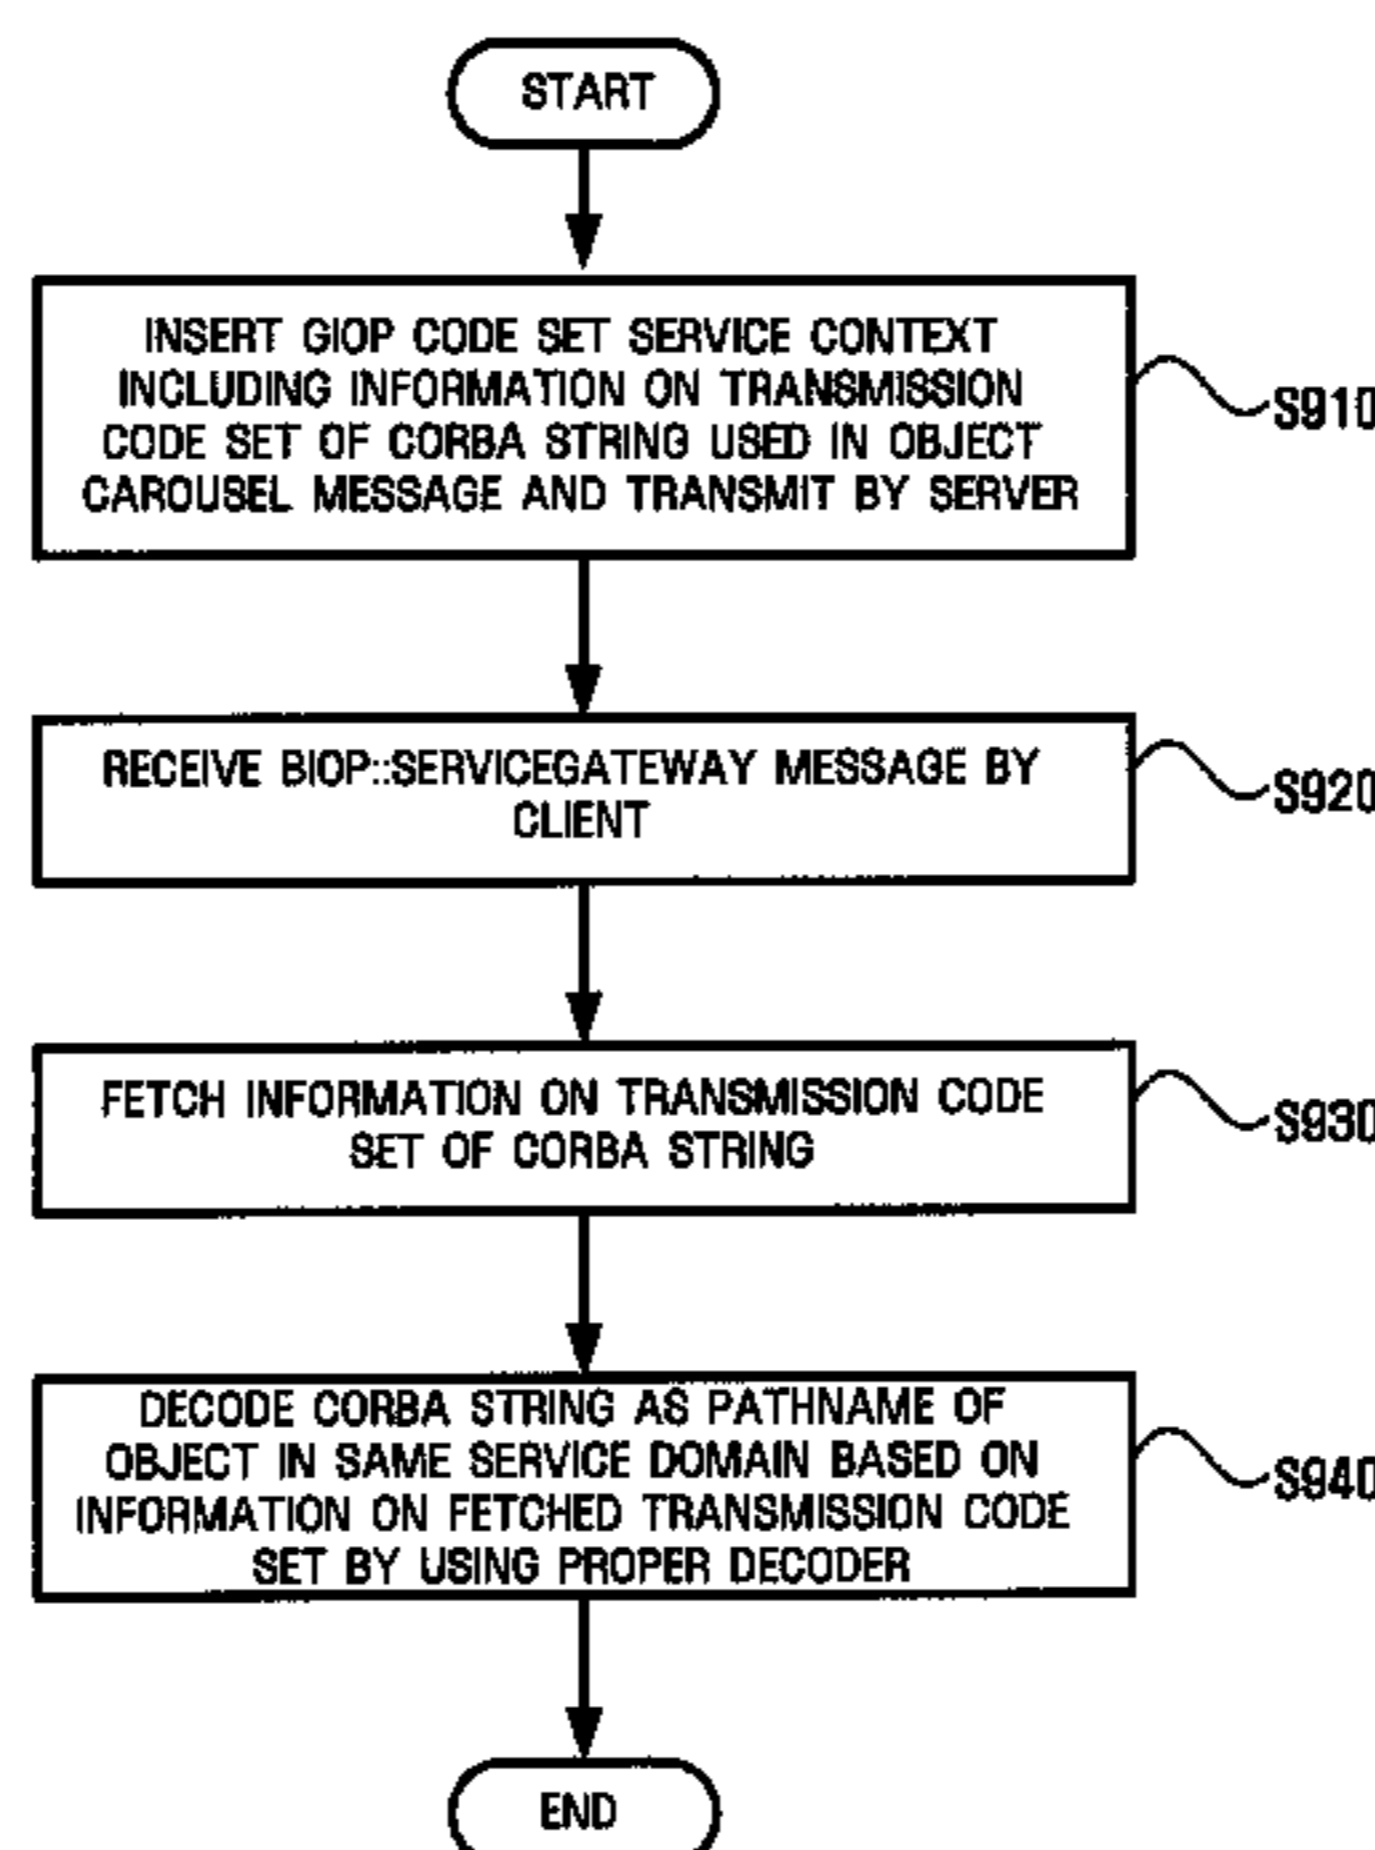 START
INSERT GIOP CODE SET SERVICE CONTEXT
INCLUDING INFORMATION ON TRANSMISSION
CODE SET OF CORBA STRING USED IN OBJECT
CAROUSEL MESSAGE AND TRANSMIT BY SERVER
S910
RECEIVE BIOP::SERVICEGATEWAY MESSAGE BY
CLIENT
S920
FETCH INFORMATION ON TRANSMISSION CODE
SET OF CORBA STRING
S930
DECODE CORBA STRING AS PATHNAME OF
OBJECT IN SAME SERVICE DOMAIN BASED ON
INFORMATION ON FETCHED TRANSMISSION CODE
SET BY USING PROPER DECODER
S940
END